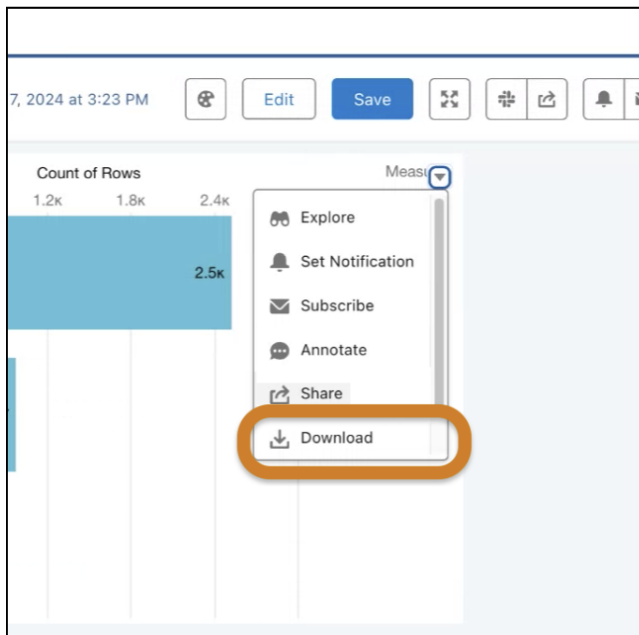 7, 2024 at 3:23 PM
Edit
Save
Count of Rows
1.2K
1.8K
2.4K
2.5K
Explore
Set Notification
Subscribe
Annotate
Share
Download